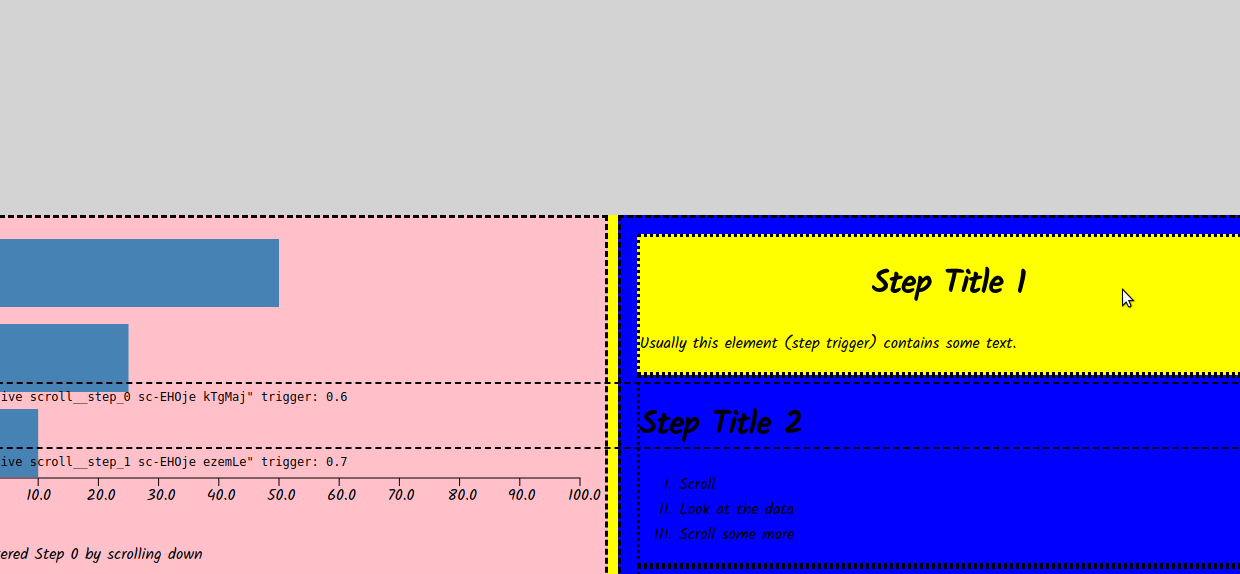 ive scroll__step_0 sc-EHOje kTgMaj" trigger: 0.6
ive scroll__step_1 sc-EHOje ezemLe" trigger: 0.7
10.0 20.0 30.0 40.0 50.0 60.0 70.0 80.0 90.0 100.0
ered Step 0 by scrolling down
Step Title 1
Usually this element (step trigger) contains some text.
Step Title 2
I. Scroll
II. Look at the data
III. Scroll some more